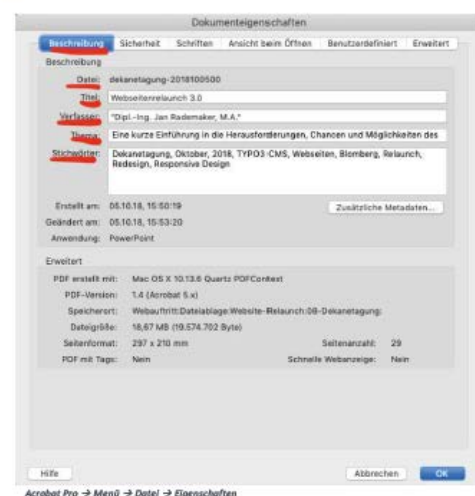 Dokumenteigenschaften
Beschreibung Sicherheit Schriften Ansicht beim Öffnen Benutzerdefiniert Erweitert
Beschreibung
Datei: dekanetagung-2018100500
Titel: Webseitenrelaunch 3.0
Verfasser: "Dipl.-Ing. Jan Rademaker, M.A."
Thema: Eine kurze Einführung in die Herausforderungen, Chancen und Möglichkeiten des
Stichwörter: Dekanetagung, Oktober, 2018, TYPO3-CMS, Webseiten, Blomberg, Relaunch,
Redesign, Responsive Design
Erstellt am: 05.10.18, 15:50:19 Zusätzliche Metadaten...
Geändert am: 05.10.18, 15:53:20
Anwendung: PowerPoint
Erweitert
PDF erstellt mit: Mac OS X 10.13.6 Quartz PDFContext
PDF-Version: 1.4 (Acrobat 5.x)
Speicherort: Webauftritt:Dateiablage:Website-Relaunch:08-Dekanetagung:
Dateigröße: 18,67 MB (19.574.702 Byte)
Seitenformat: 297 x 210 mm Seitenanzahl: 29
PDF mit Tags: Nein Schnelle Webanzeige: Nein
Hilfe Abbrechen OK
Acrobat Pro → Menü → Datei → Eigenschaften